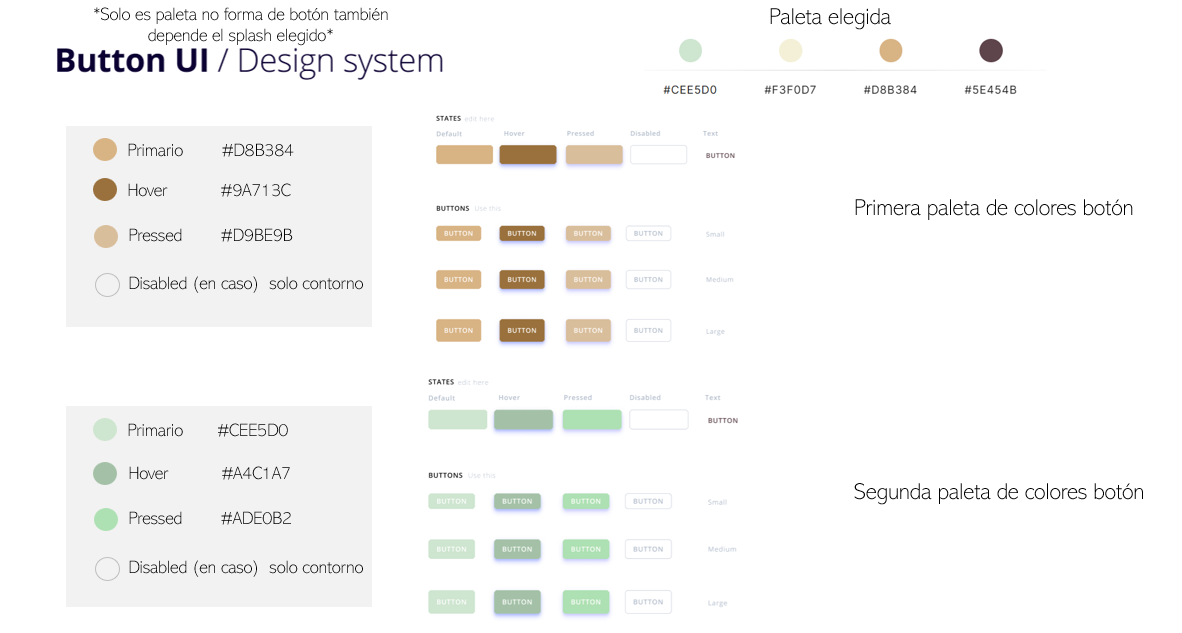 *Solo es paleta no forma de botón también
depende el splash elegido*
Button UI / Design system
Paleta elegida
#CEE5D0 #F3F0D7 #D8B384 #5E454B
Primario #D8B384
Hover #9A713C
Pressed #D9BE9B
Disabled (en caso) solo contorno
STATES edit here
Default Hover Pressed Disabled Text
BUTTON
BUTTONS Use this
BUTTON BUTTON BUTTON BUTTON Small
BUTTON BUTTON BUTTON BUTTON Medium
BUTTON BUTTON BUTTON BUTTON Large
Primera paleta de colores botón
Primario #CEE5D0
Hover #A4C1A7
Pressed #ADE0B2
Disabled (en caso) solo contorno
STATES edit here
Default Hover Pressed Disabled Text
BUTTON
BUTTONS Use this
BUTTON BUTTON BUTTON BUTTON Small
BUTTON BUTTON BUTTON BUTTON Medium
BUTTON BUTTON BUTTON BUTTON Large
Segunda paleta de colores botón